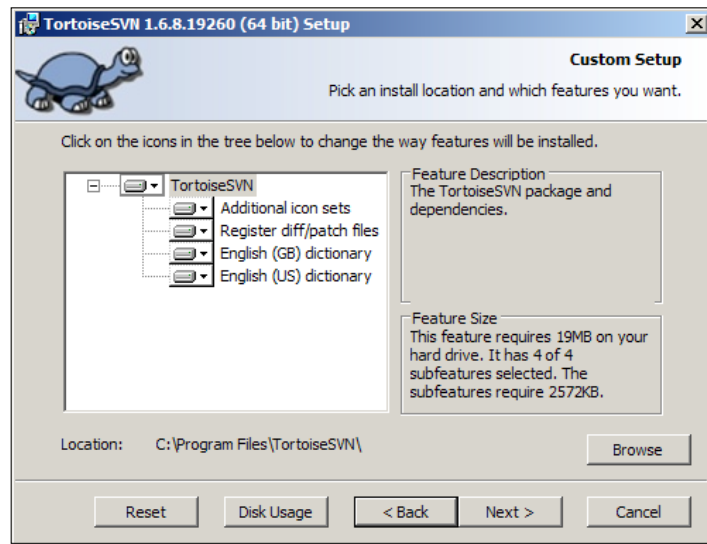 TortoiseSVN 1.6.8.19260 (64 bit) Setup
Custom Setup
Pick an install location and which features you want.
Click on the icons in the tree below to change the way features will be installed.
TortoiseSVN
Additional icon sets
Register diff/patch files
English (GB) dictionary
English (US) dictionary
Feature Description
The TortoiseSVN package and
dependencies.
Feature Size
This feature requires 19MB on your
hard drive. It has 4 of 4
subfeatures selected. The
subfeatures require 2572KB.
Location: C:\Program Files\TortoiseSVN\
Browse
Reset
Disk Usage
< Back
Next >
Cancel